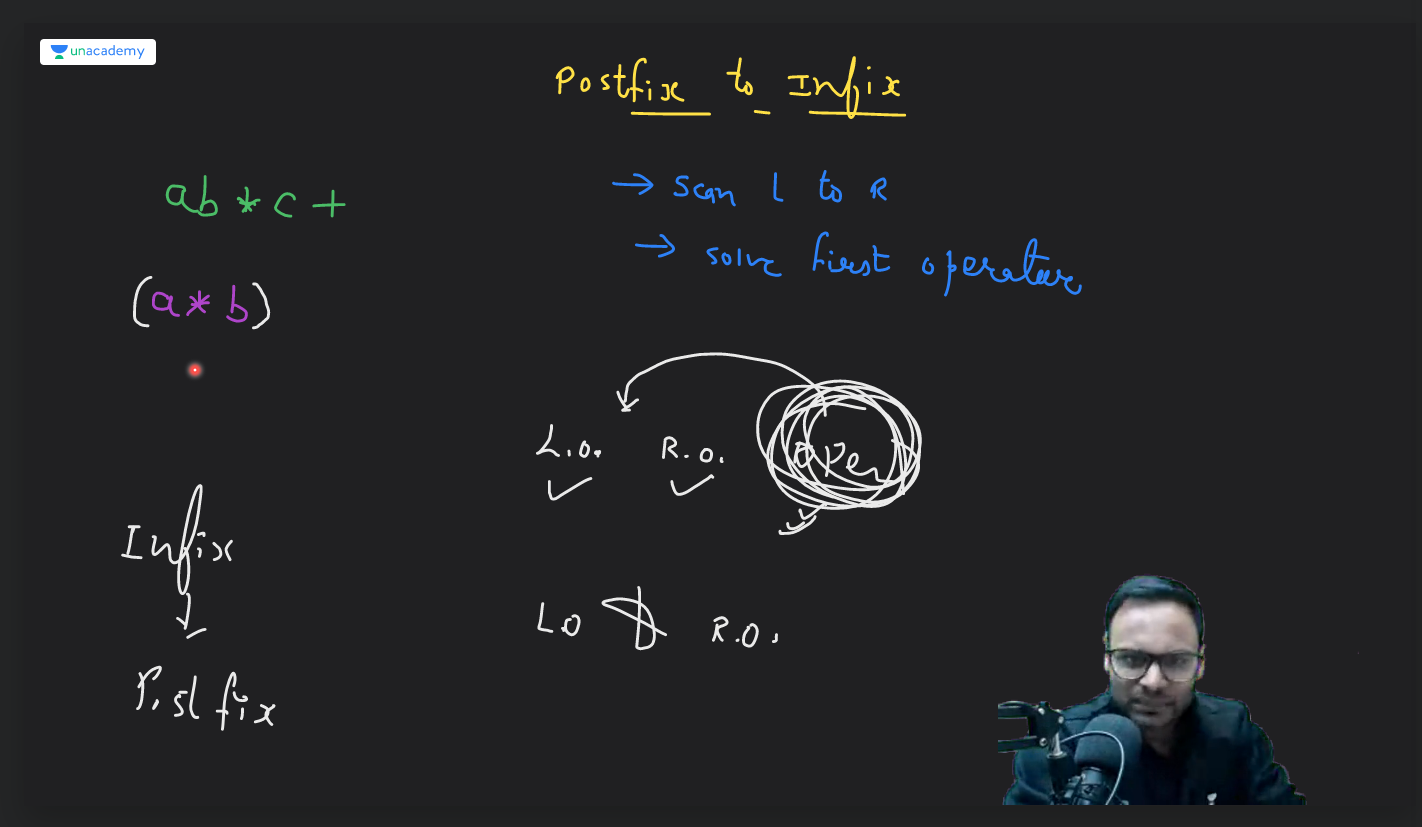 unacademy
Postfix to Infix
ab*c+
→ Scan L to R
→ solve first operator
(a* b)
L.O. R.O. Oper
Infix
↓
Postfix
LO R.O.